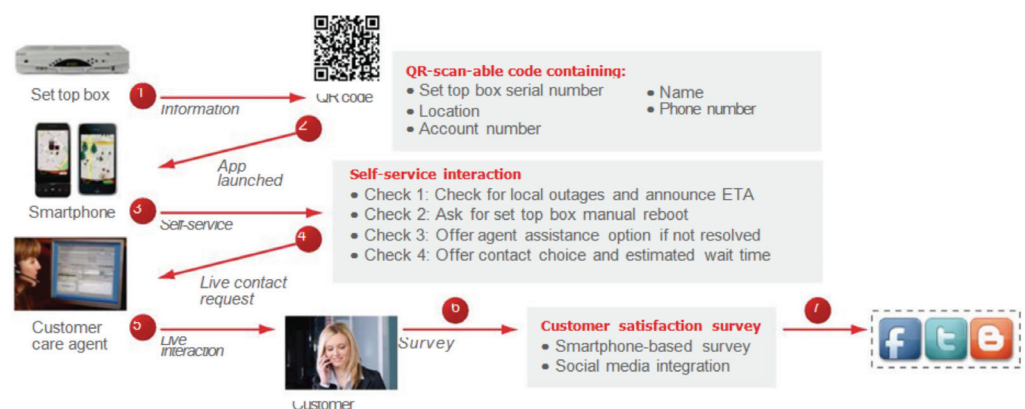 QR-scan-able code containing:
• Set top box serial number
• Location
• Account number
• Name
• Phone number
Set top box
1
Information
QR code
2
App
launched
Self-service interaction
• Check 1: Check for local outages and announce ETA
• Check 2: Ask for set top box manual reboot
• Check 3: Offer agent assistance option if not resolved
• Check 4: Offer contact choice and estimated wait time
Smartphone
3
Self-service
4
Live contact
request
Customer
care agent
5
Live
interaction
Customer
6
Survey
Customer satisfaction survey
• Smartphone-based survey
• Social media integration
7
f
t
B